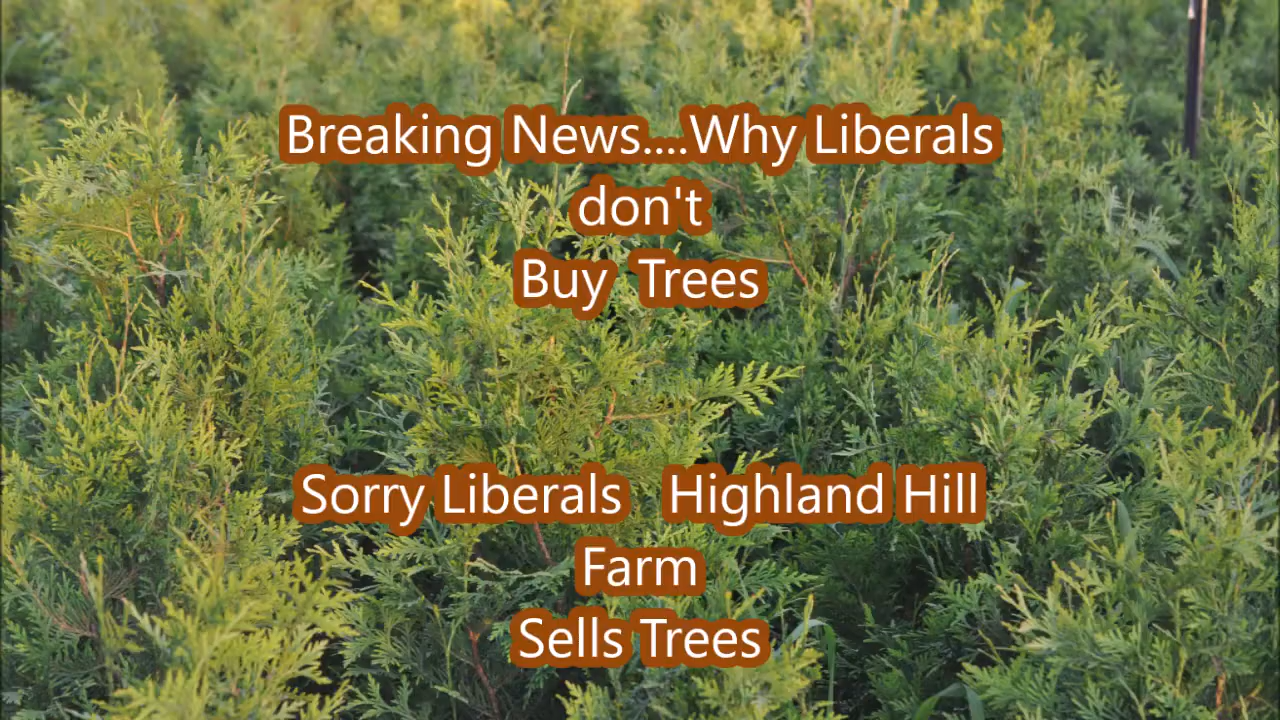 Breaking News....Why Liberals
don't
Buy  Trees
Sorry Liberals   Highland Hill
Farm
Sells Trees